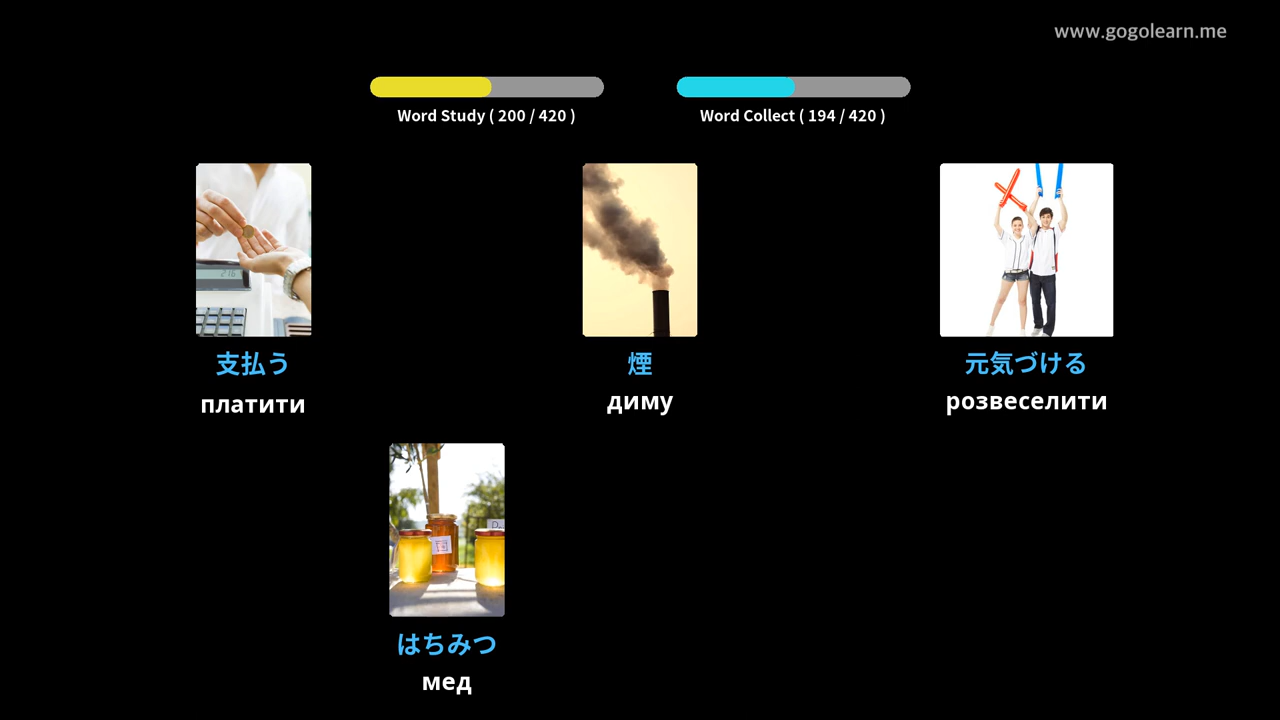 www.gogolearn.me
Word Study ( 200 / 420 )
Word Collect ( 194 / 420 )
支払う
платити
煙
диму
元気づける
розвеселити
はちみつ
мед